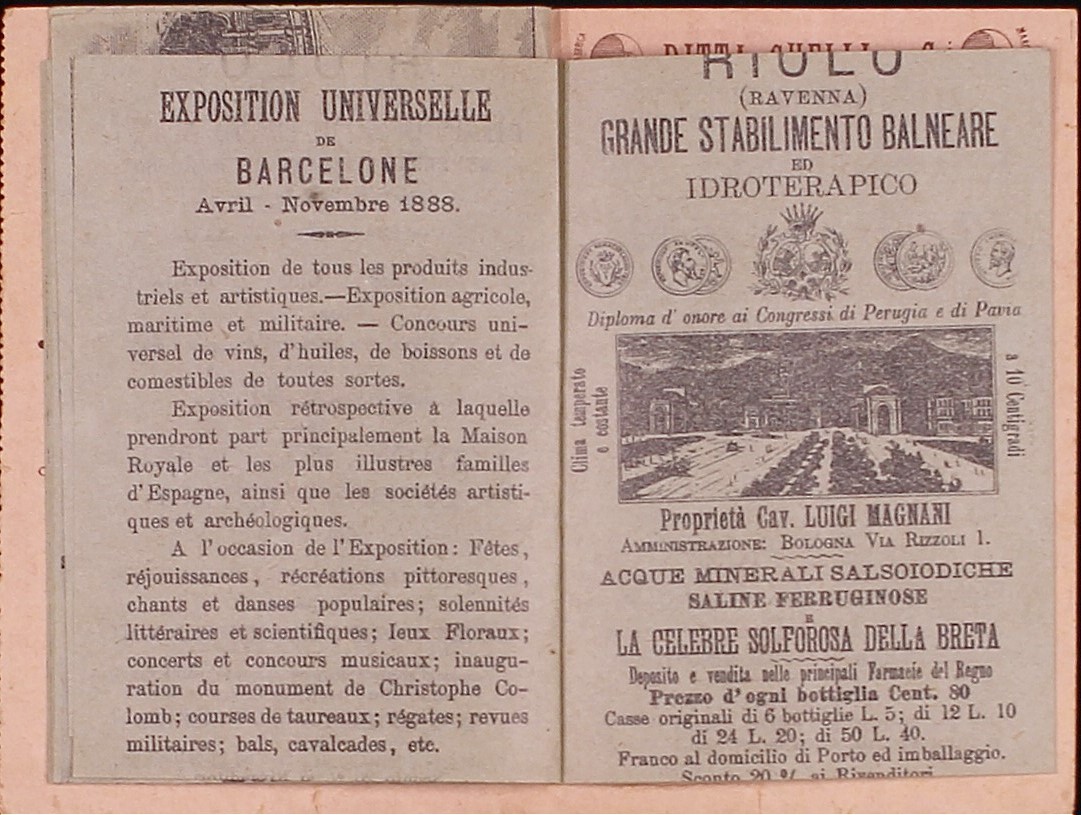 EXPOSITION UNIVERSELLE
DE
BARCELONE
Avril - Novembre 1888.
Exposition de tous les produits indus-
triels et artistiques.—Exposition agricole,
maritime et militaire. — Concours uni-
versel de vins, d'huiles, de boissons et de
comestibles de toutes sortes.
Exposition rétrospective à laquelle
prendront part principalement la Maison
Royale et les plus illustres familles
d'Espagne, ainsi que les sociétés artisti-
ques et archéologiques.
A l'occasion de l'Exposition: Fêtes,
réjouissances, récréations pittoresques,
chants et danses populaires; solennités
littéraires et scientifiques; Ieux Floraux;
concerts et concours musicaux; inaugu-
ration du monument de Christophe Co-
lomb; courses de taureaux; régates; revues
militaires; bals, cavalcades, etc.
DITTA
RIOLO
(RAVENNA)
GRANDE STABILIMENTO BALNEARE
ED
IDROTERAPICO
Diploma d' onore ai Congressi di Perugia e di Pavia
Clima temperato
e costante
a 10 Centigradi
Proprietà Cav. LUIGI MAGNANI
AMMINISTRAZIONE: BOLOGNA VIA RIZZOLI 1.
ACQUE MINERALI SALSOIODICHE
SALINE FERRUGINOSE
E
LA CELEBRE SOLFOROSA DELLA BRETA
Deposito e vendita nelle principali Farmacie del Regno
Prezzo d'ogni bottiglia Cent. 80
Casse originali di 6 bottiglie L. 5; di 12 L. 10
di 24 L. 20; di 50 L. 40.
Franco al domicilio di Porto ed imballaggio.
Sconto 20 % ai Rivenditori